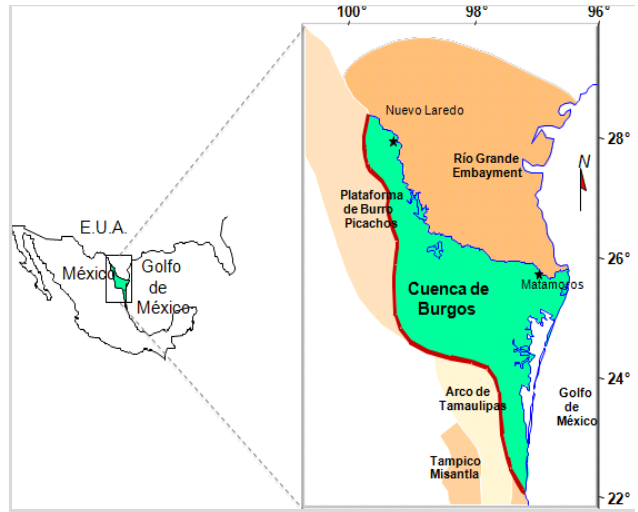 100°
98°
96°
Nuevo Laredo
28°
Río Grande
Embayment
N
Plataforma
de Burro
Picachos
E.U.A.
México
Golfo
de
México
26°
Matamoros
Cuenca de
Burgos
24°
Arco de
Tamaulipas
Golfo
de
México
Tampico
Misantla
22°